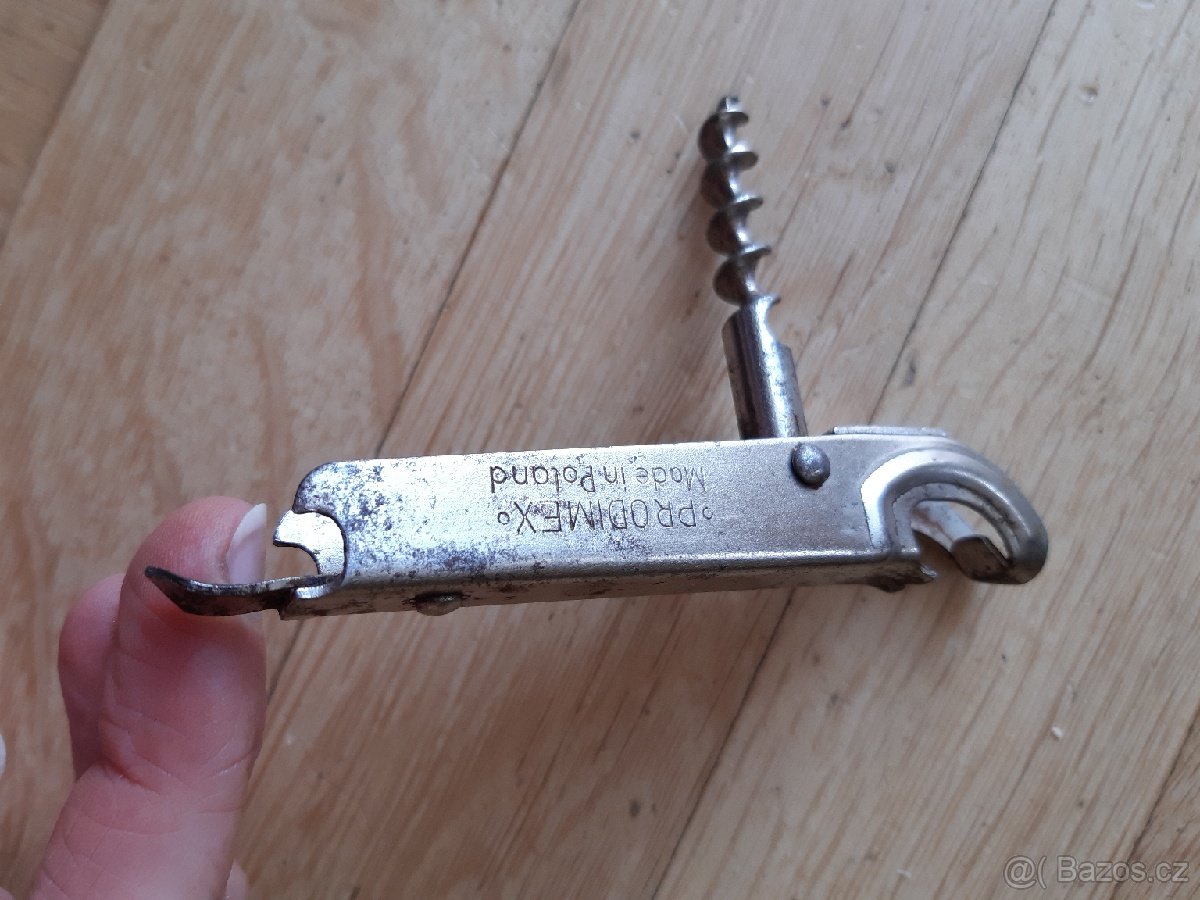 °PRODIMEX°
Made in Poland
@( Bazos.cz